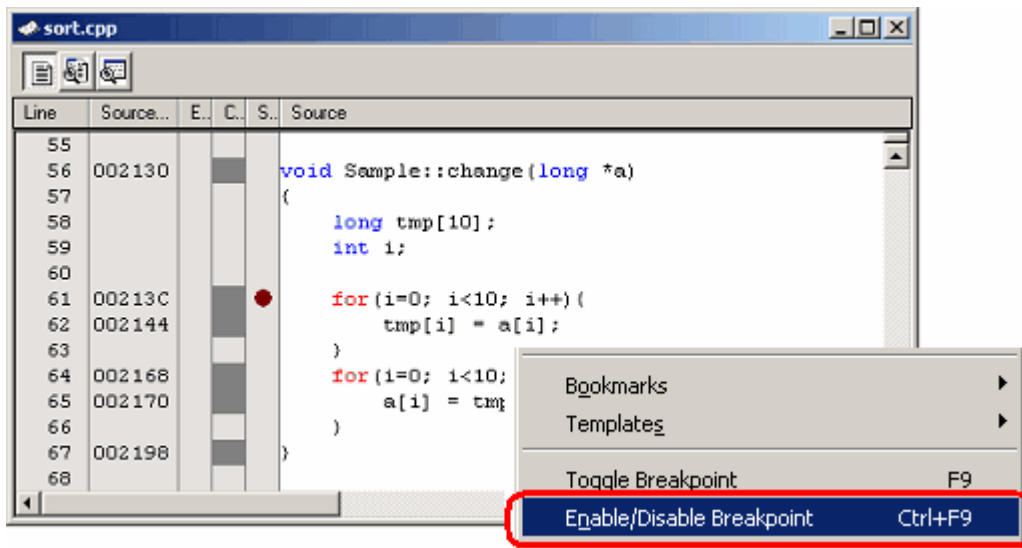 sort.cpp
Line Source... E.. C.. S.. Source
55
56 002130 void Sample::change(long *a)
57 {
58 long tmp[10];
59 int i;
60
61 00213C for(i=0; i<10; i++){
62 002144 tmp[i] = a[i];
63 }
64 002168 for(i=0; i<10;
65 002170 a[i] = tmp
66 }
67 002198 }
68
Bookmarks
Templates
Toggle Breakpoint F9
Enable/Disable Breakpoint Ctrl+F9